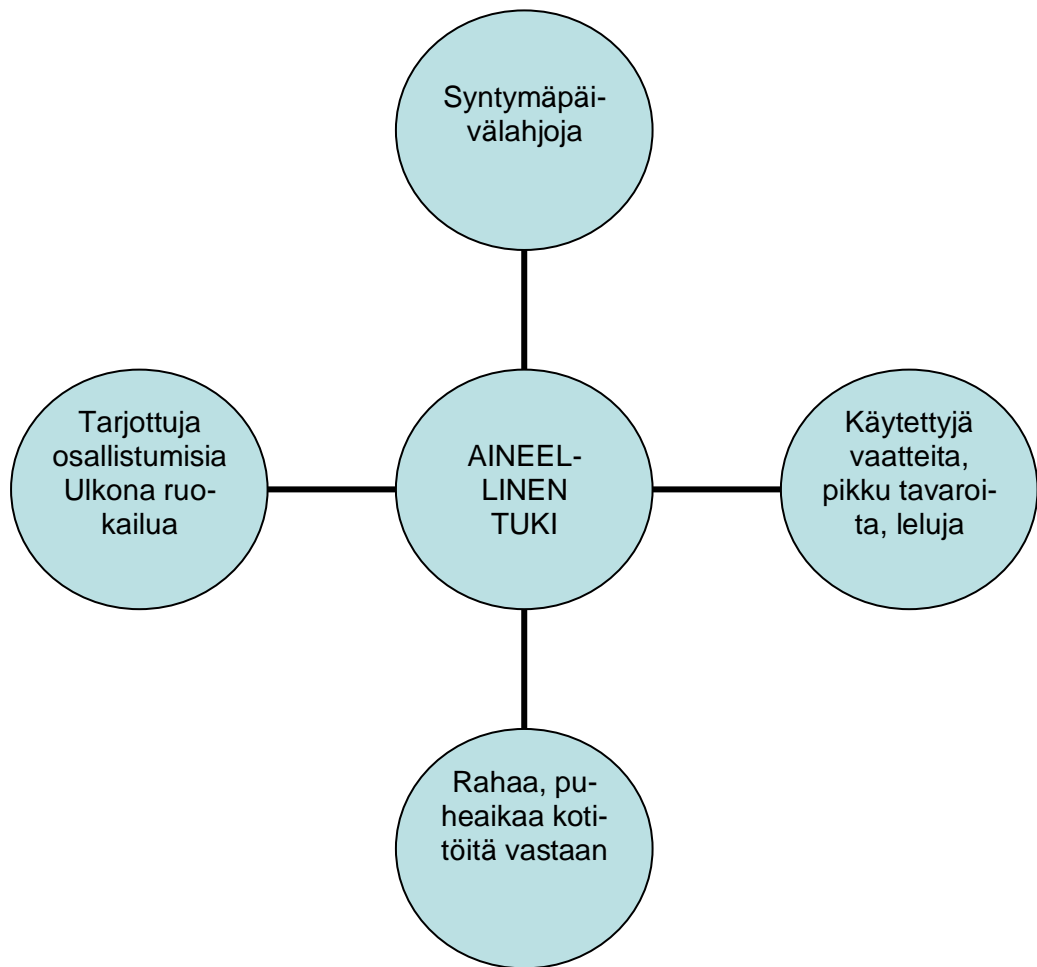 Syntymäpäi-
välahjoja
Tarjottuja
osallistumisia
Ulkona ruo-
kailua
AINEEL-
LINEN
TUKI
Käytettyjä
vaatteita,
pikku tavaroi-
ta, leluja
Rahaa, pu-
heaikaa koti-
töitä vastaan